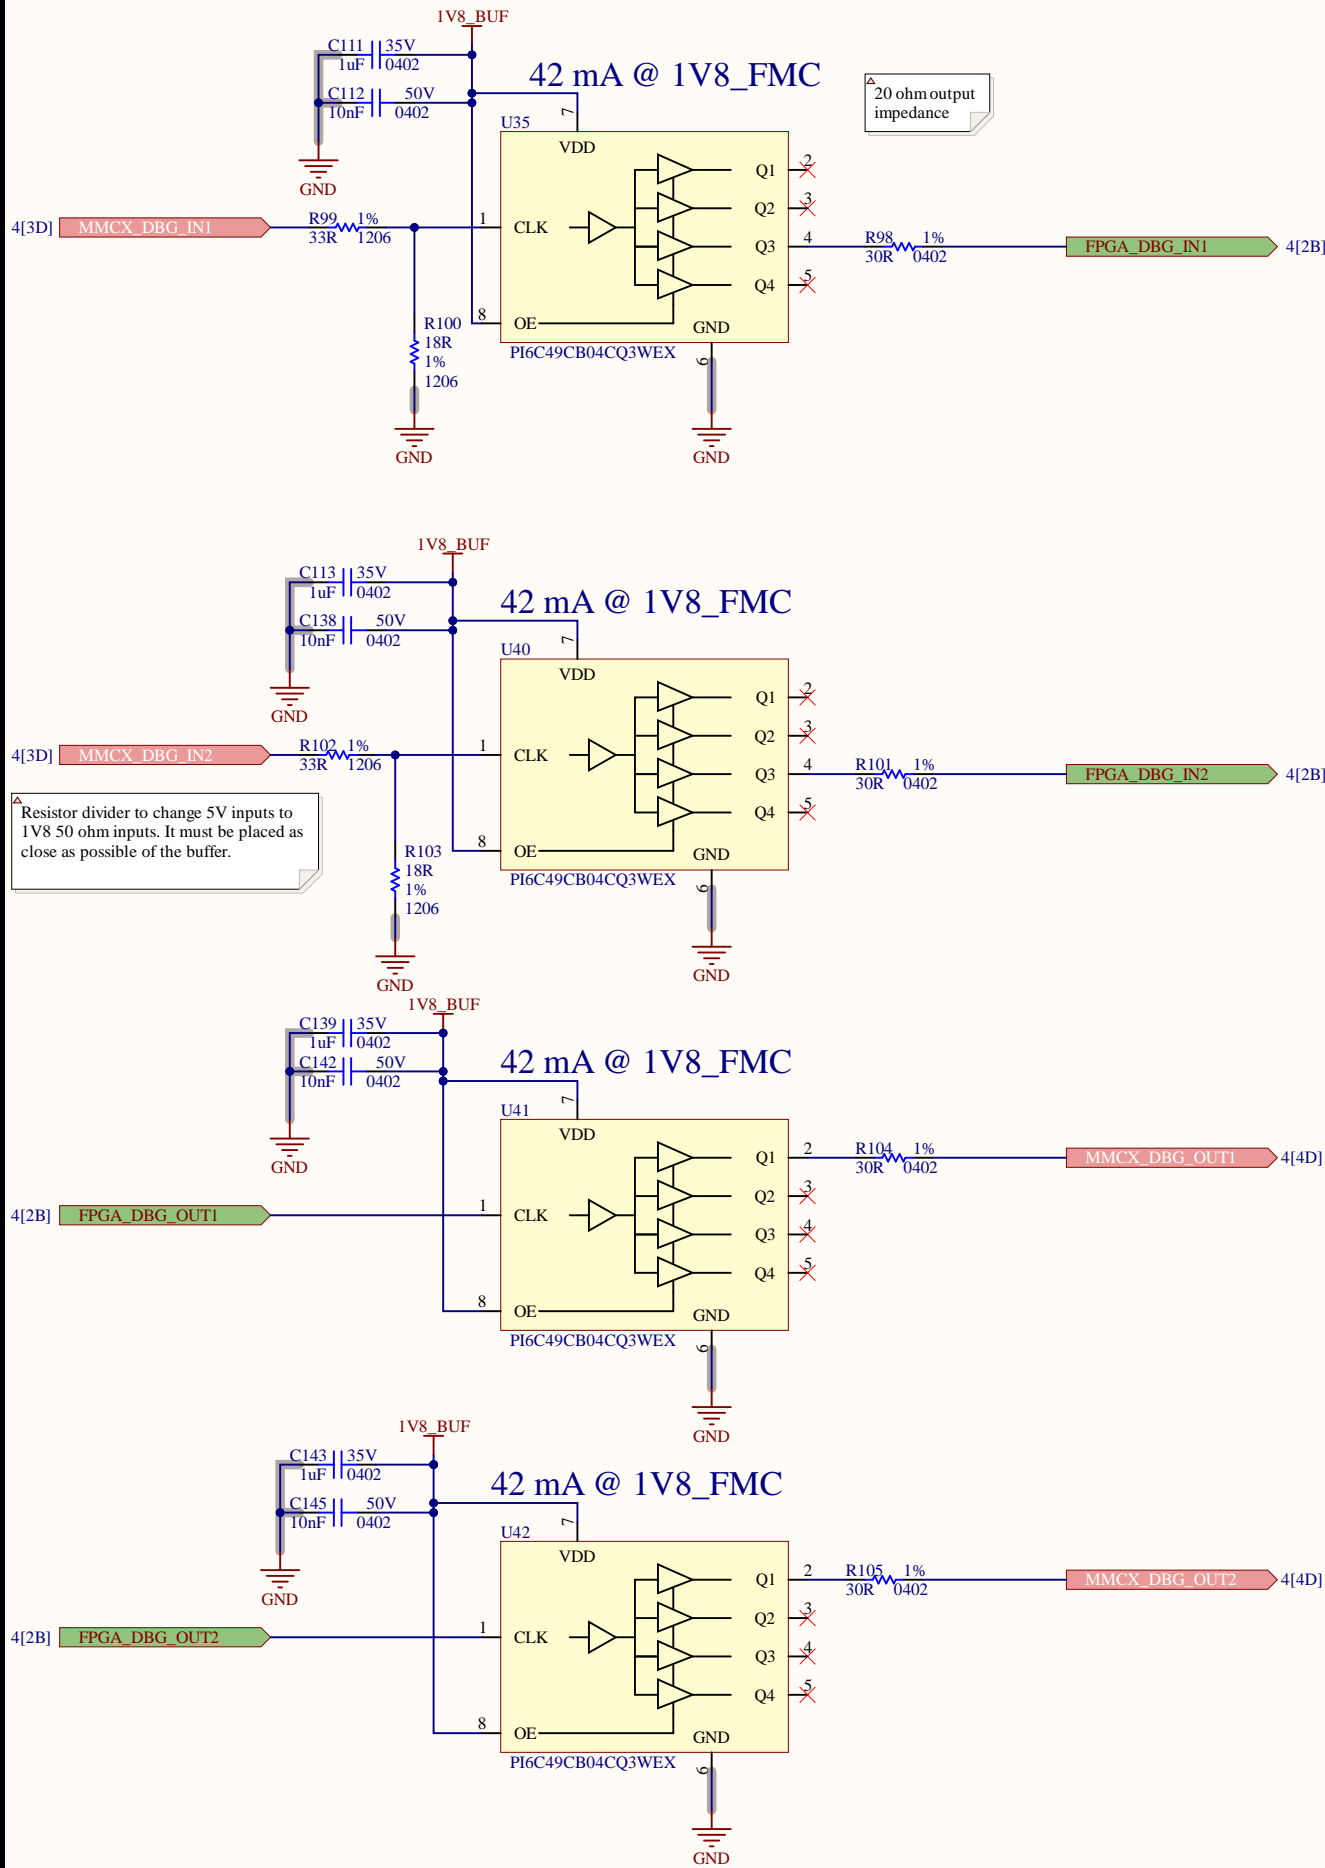 1V8_BUF
C111 35V
1uF 0402
C112 50V
10nF 0402
GND
42 mA @ 1V8_FMC
20 ohm output
impedance
U35
7
VDD
4[3D] MMCX_DBG_IN1
R99 1%
33R 1206
1 CLK
Q1 2
Q2 3
Q3 4
Q4 5
R98 1%
30R 0402
FPGA_DBG_IN1 4[2B]
8 OE
GND
6
PI6C49CB04CQ3WEX
R100
18R
1%
1206
GND
GND
1V8_BUF
C113 35V
1uF 0402
C138 50V
10nF 0402
GND
42 mA @ 1V8_FMC
U40
7
VDD
4[3D] MMCX_DBG_IN2
R102 1%
33R 1206
1 CLK
Q1 2
Q2 3
Q3 4
Q4 5
R101 1%
30R 0402
FPGA_DBG_IN2 4[2B]
Resistor divider to change 5V inputs to
1V8 50 ohm inputs. It must be placed as
close as possible of the buffer.
8 OE
GND
6
PI6C49CB04CQ3WEX
R103
18R
1%
1206
GND
GND
1V8_BUF
C139 35V
1uF 0402
C142 50V
10nF 0402
GND
42 mA @ 1V8_FMC
U41
7
VDD
4[2B] FPGA_DBG_OUT1
1 CLK
Q1 2
Q2 3
Q3 4
Q4 5
R104 1%
30R 0402
MMCX_DBG_OUT1 4[4D]
8 OE
GND
6
PI6C49CB04CQ3WEX
GND
1V8_BUF
C143 35V
1uF 0402
C145 50V
10nF 0402
GND
42 mA @ 1V8_FMC
U42
7
VDD
4[2B] FPGA_DBG_OUT2
1 CLK
Q1 2
Q2 3
Q3 4
Q4 5
R105 1%
30R 0402
MMCX_DBG_OUT2 4[4D]
8 OE
GND
6
PI6C49CB04CQ3WEX
GND